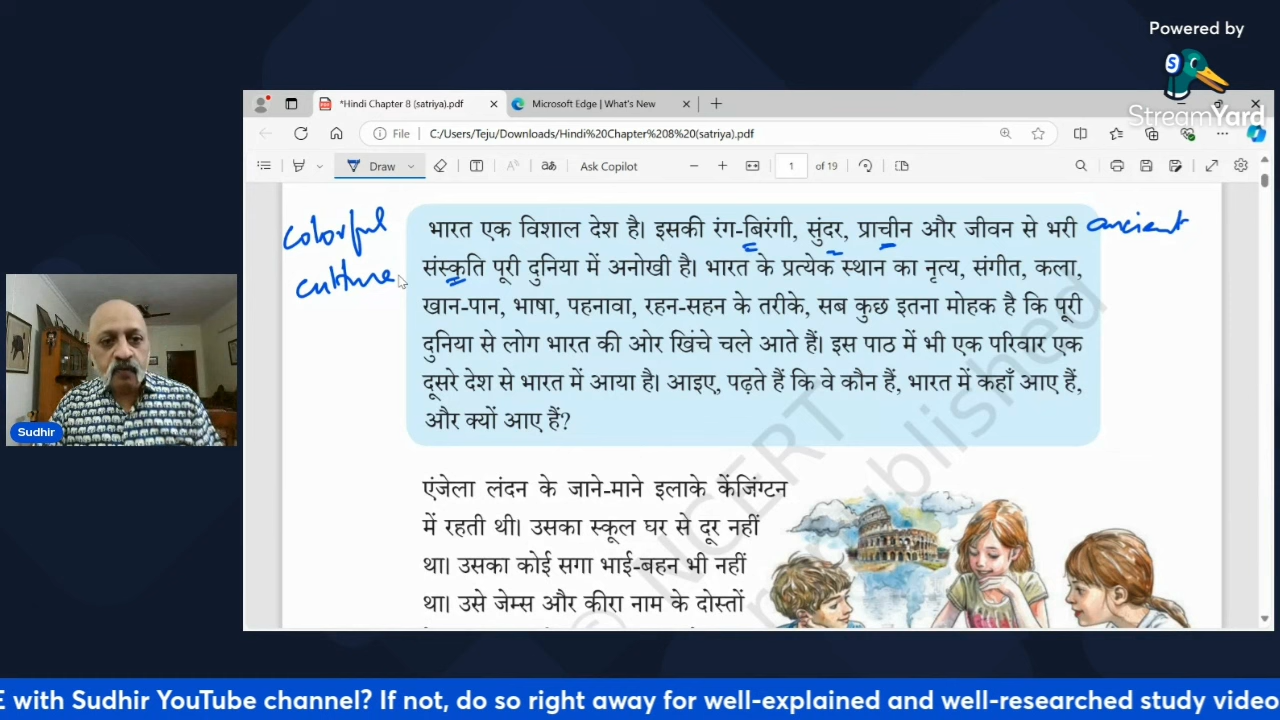 Powered by
StreamYard
*Hindi Chapter 8 (satriya).pdf
Microsoft Edge | What's New
File
C:/Users/Teju/Downloads/Hindi%20Chapter%208%20(satriya).pdf
Draw
Ask Copilot
1 of 19
colorful
culture
ancient
भारत एक विशाल देश है। इसकी रंग-बिरंगी, सुंदर, प्राचीन और जीवन से भरी
संस्कृति पूरी दुनिया में अनोखी है। भारत के प्रत्येक स्थान का नृत्य, संगीत, कला,
खान-पान, भाषा, पहनावा, रहन-सहन के तरीके, सब कुछ इतना मोहक है कि पूरी
दुनिया से लोग भारत की ओर खिंचे चले आते हैं। इस पाठ में भी एक परिवार एक
दूसरे देश से भारत में आया है। आइए, पढ़ते हैं कि वे कौन हैं, भारत में कहाँ आए हैं,
और क्यों आए हैं?
एंजेला लंदन के जाने-माने इलाके केंजिंग्टन
में रहती थी। उसका स्कूल घर से दूर नहीं
था। उसका कोई सगा भाई-बहन भी नहीं
था। उसे जेम्स और कीरा नाम के दोस्तों
© NCERT
published
Sudhir
E with Sudhir YouTube channel? If not, do so right away for well-explained and well-researched study video